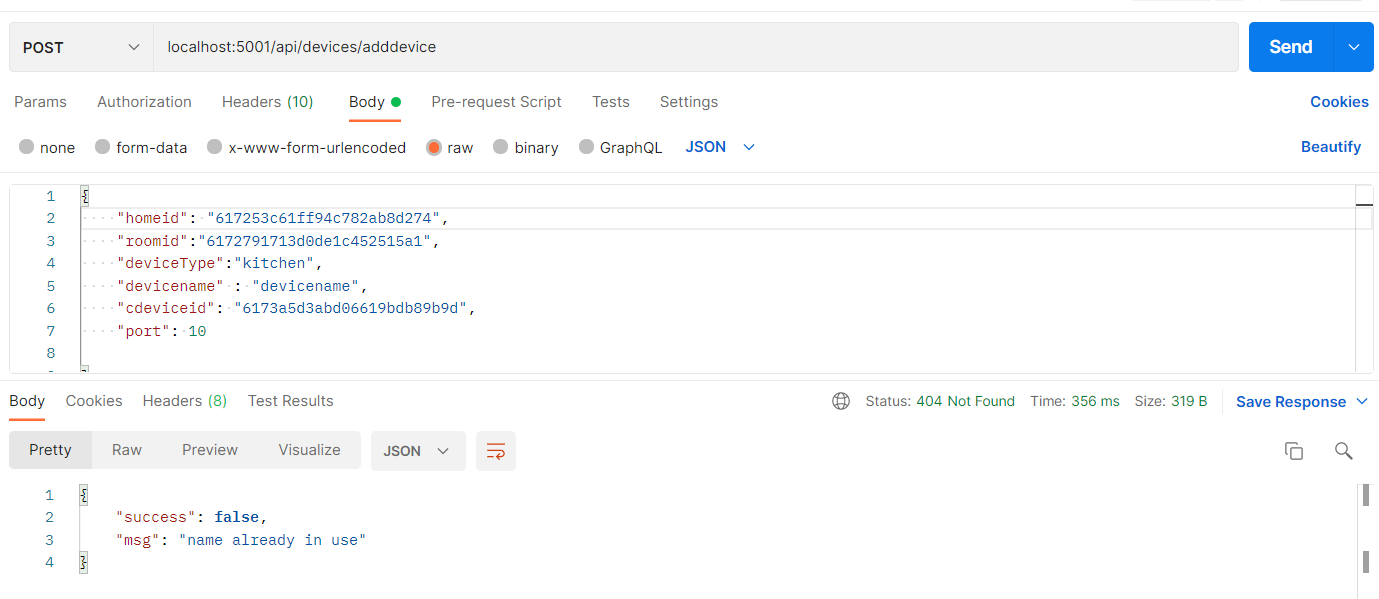 POST localhost:5001/api/devices/adddevice Send
Params Authorization Headers (10) Body Pre-request Script Tests Settings Cookies
none form-data x-www-form-urlencoded raw binary GraphQL JSON Beautify
1 {
2 "homeid": "617253c61ff94c782ab8d274",
3 "roomid":"6172791713d0de1c452515a1",
4 "deviceType":"kitchen",
5 "devicename" : "devicename",
6 "cdeviceid": "6173a5d3abd06619bdb89b9d",
7 "port": 10
8
Body Cookies Headers (8) Test Results Status: 404 Not Found Time: 356 ms Size: 319 B Save Response
Pretty Raw Preview Visualize JSON
1 {
2 "success": false,
3 "msg": "name already in use"
4 }